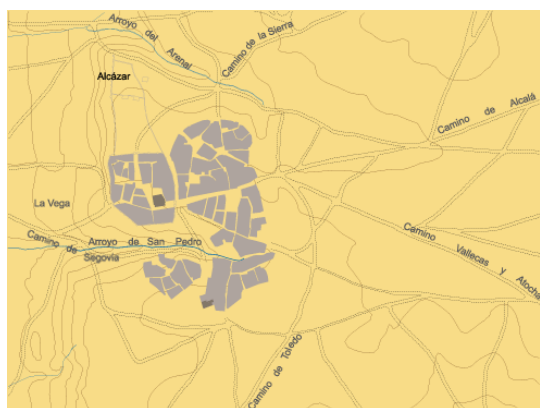 Arroyo del Arenal
Camino de la Sierra
Alcázar
Camino de Alcalá
La Vega
Camino de Segovia
Arroyo de San Pedro
Camino Vallecas y Atocha
Camino de Toledo